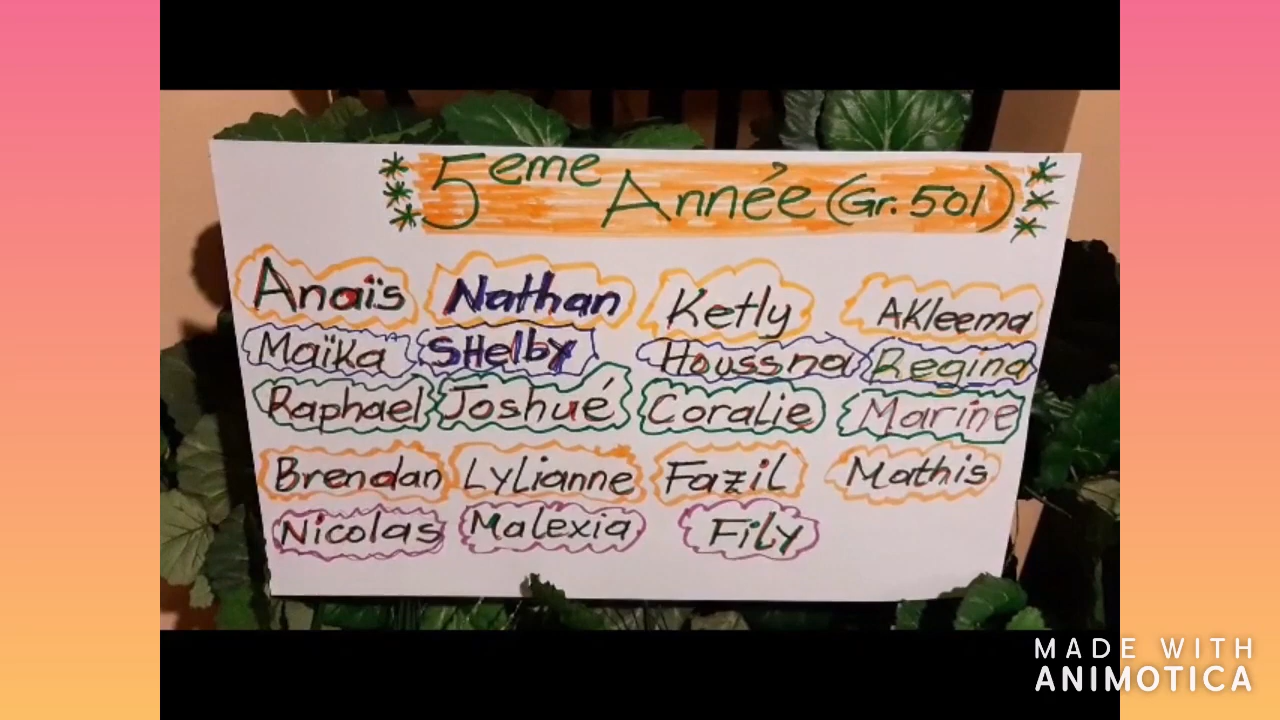 5eme Année (Gr. 501)
Anaïs Nathan Ketly AKleema
Maïka SHelby Houssna Regina
Raphael Joshué Coralie Marine
Brendan Lylianne Fazil Mathis
Nicolas Malexia Fily
MADE WITH
ANIMOTICA